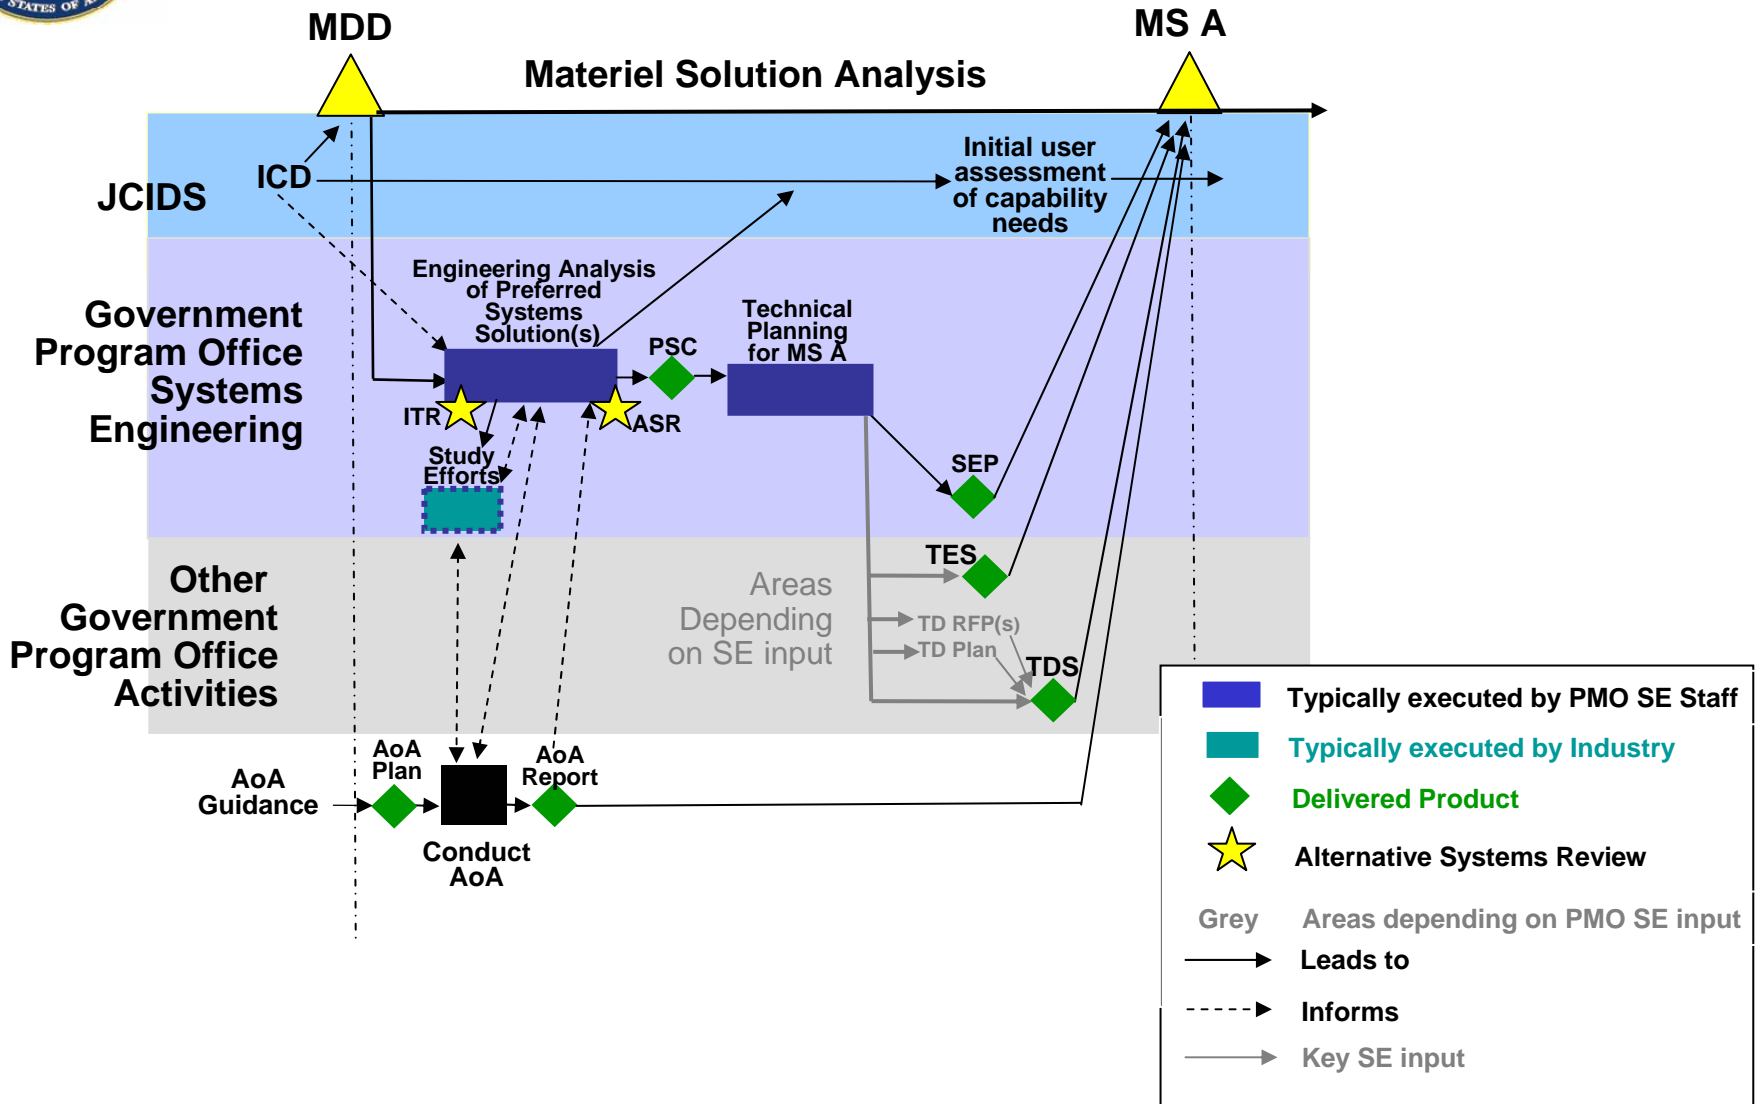 STATES OF A
MDD
MS A
Materiel Solution Analysis
JCIDS
ICD
Initial user
assessment
of capability
needs
Government
Program Office
Systems
Engineering
Engineering Analysis
of Preferred
Systems
Solution(s)
PSC
Technical
Planning
for MS A
ITR
ASR
Study
Efforts
SEP
Other
Government
Program Office
Activities
TES
Areas
Depending
on SE input
TD RFP(s)
TD Plan
TDS
AoA
Guidance
AoA
Plan
AoA
Report
Conduct
AoA
Typically executed by PMO SE Staff
Typically executed by Industry
Delivered Product
Alternative Systems Review
Grey Areas depending on PMO SE input
Leads to
Informs
Key SE input